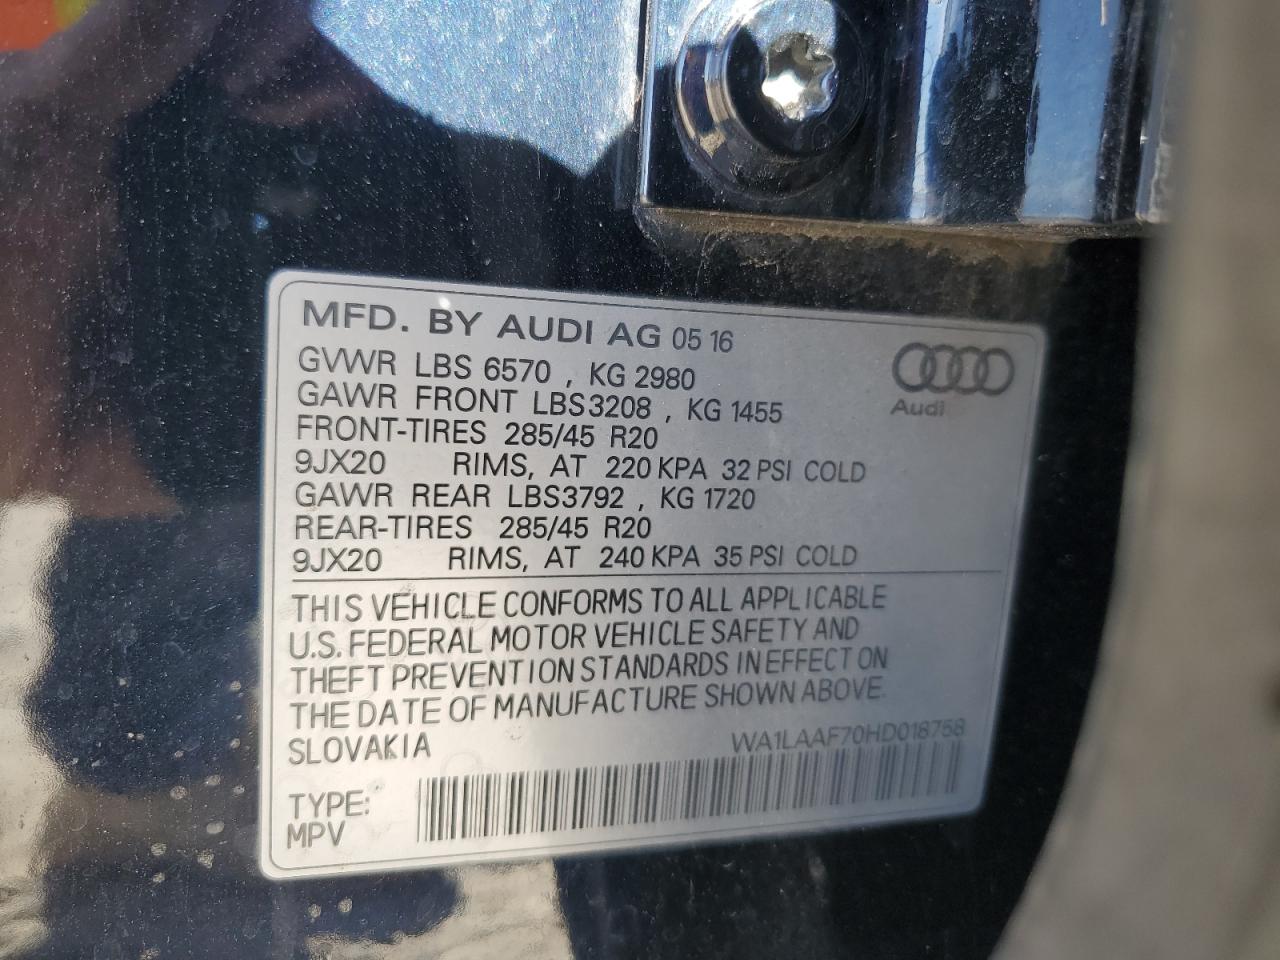 MFD. BY AUDI AG 05 16
GVWR LBS 6570 , KG 2980
GAWR FRONT LBS3208 , KG 1455
FRONT-TIRES 285/45 R20
9JX20 RIMS, AT 220 KPA 32 PSI COLD
GAWR REAR LBS3792 , KG 1720
REAR-TIRES 285/45 R20
9JX20 RIMS, AT 240 KPA 35 PSI COLD
Audi
THIS VEHICLE CONFORMS TO ALL APPLICABLE
U.S. FEDERAL MOTOR VEHICLE SAFETY AND
THEFT PREVENTION STANDARDS IN EFFECT ON
THE DATE OF MANUFACTURE SHOWN ABOVE.
SLOVAKIA
WA1LAAF70HD018758
TYPE:
MPV